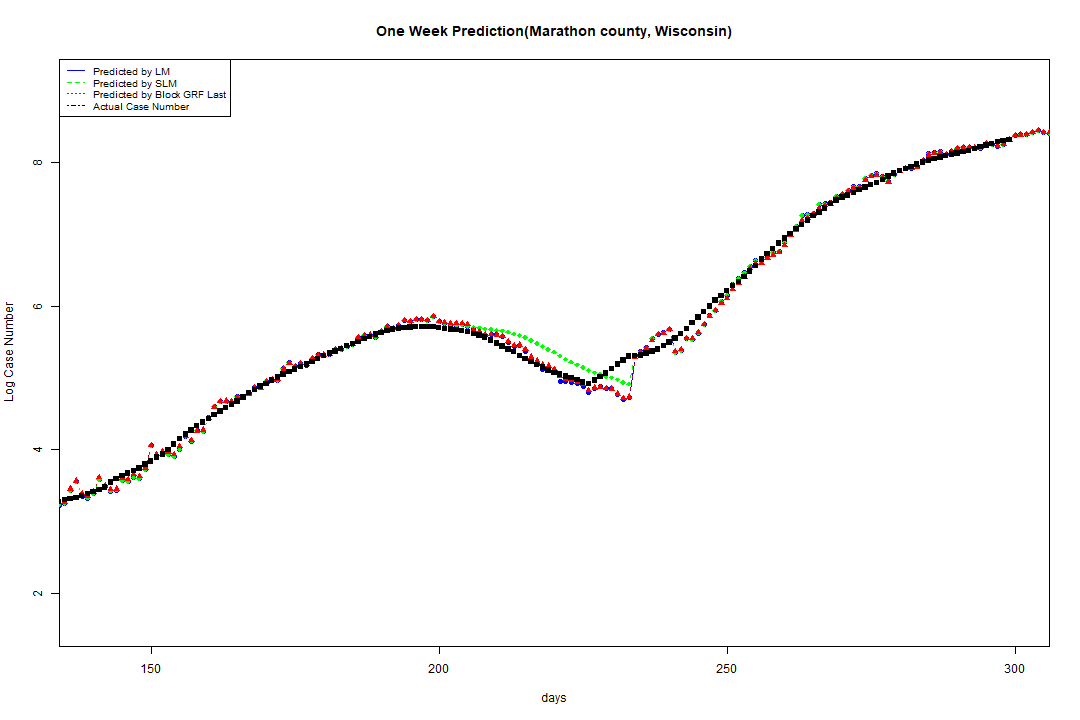 One Week Prediction(Marathon county, Wisconsin)
Predicted by LM
Predicted by SLM
Predicted by Block GRF Last
Actual Case Number
8
6
4
2
Log Case Number
150 200 250 300
days